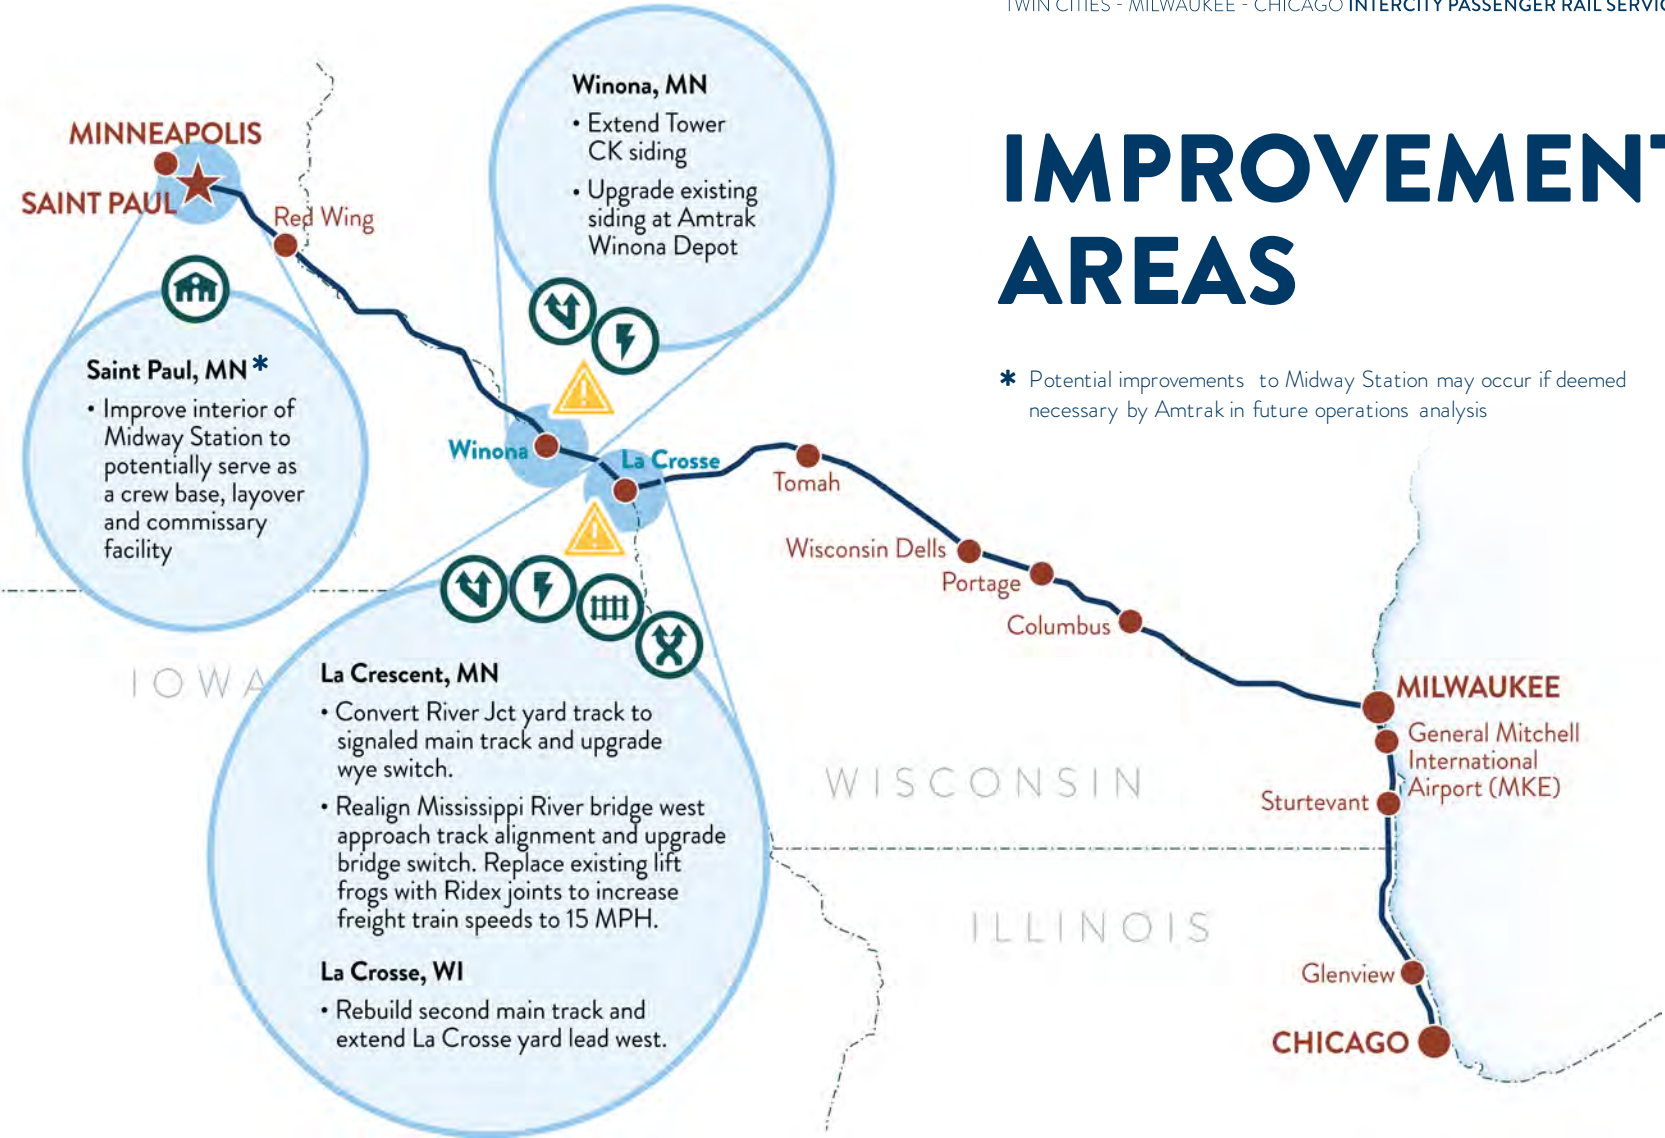 TWIN CITIES - MILWAUKEE - CHICAGO INTERCITY PASSENGER RAIL
IMPROVEMENT
AREAS
* Potential improvements to Midway Station may occur if deemed
necessary by Amtrak in future operations analysis
Winona, MN
• Extend Tower
CK siding
• Upgrade existing
siding at Amtrak
Winona Depot
MINNEAPOLIS
SAINT PAUL
Red Wing
Saint Paul, MN*
• Improve interior of
Midway Station to
potentially serve as
a crew base, layover
and commissary
facility
Winona
La Crosse
Tomah
Wisconsin Dells
Portage
Columbus
MILWAUKEE
General Mitchell
International
Airport (MKE)
Sturtevant
Glenview
CHICAGO
IOWA
WISCONSIN
ILLINOIS
La Crescent, MN
• Convert River Jct yard track to
signaled main track and upgrade
wye switch.
• Realign Mississippi River bridge west
approach track alignment and upgrade
bridge switch. Replace existing lift
frogs with Ridex joints to increase
freight train speeds to 15 MPH.
La Crosse, WI
• Rebuild second main track and
extend La Crosse yard lead west.